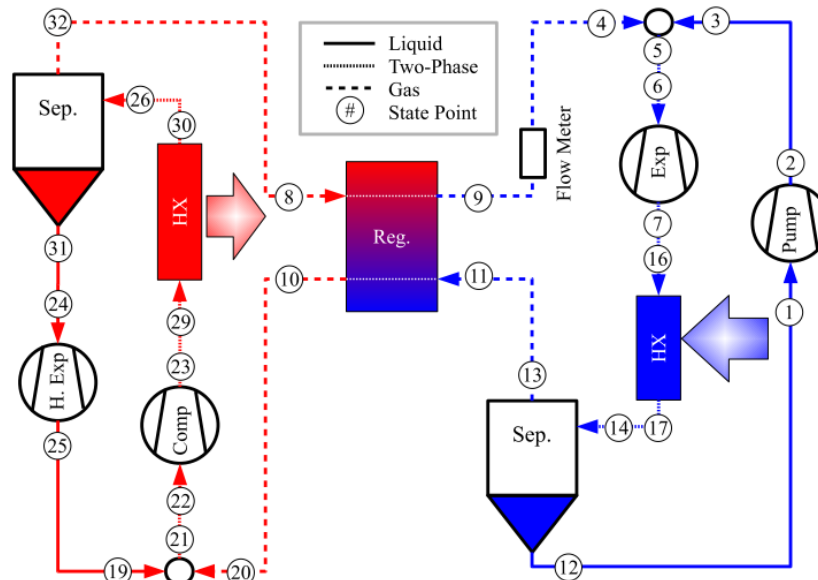 32
4
3
Liquid
Two-Phase
Gas
# State Point
5
Sep.
26
30
6
Flow Meter
Exp
2
HX
8
9
Reg.
7
Pump
31
10
11
16
1
24
29
HX
H. Exp
23
13
Comp
25
Sep.
14
17
22
21
19
20
12